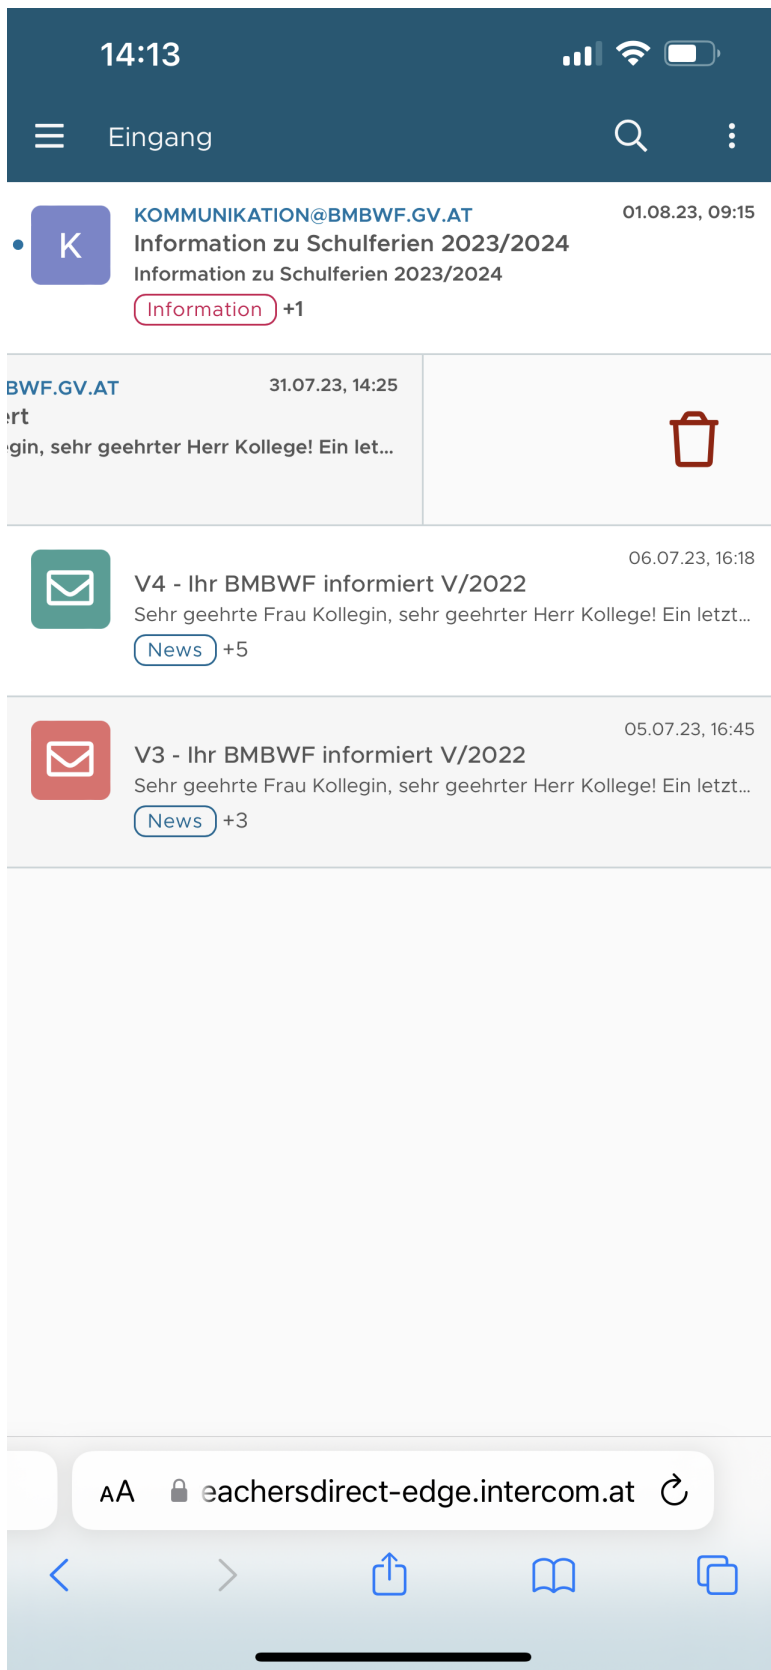 14:13
Eingang
K
KOMMUNIKATION@BMBWF.GV.AT
01.08.23, 09:15
Information zu Schulferien 2023/2024
Information zu Schulferien 2023/2024
Information +1
BWF.GV.AT
31.07.23, 14:25
ert
gin, sehr geehrter Herr Kollege! Ein let...
06.07.23, 16:18
V4 - Ihr BMBWF informiert V/2022
Sehr geehrte Frau Kollegin, sehr geehrter Herr Kollege! Ein letzt...
News +5
05.07.23, 16:45
V3 - Ihr BMBWF informiert V/2022
Sehr geehrte Frau Kollegin, sehr geehrter Herr Kollege! Ein letzt...
News +3
AA eachersdirect-edge.intercom.at